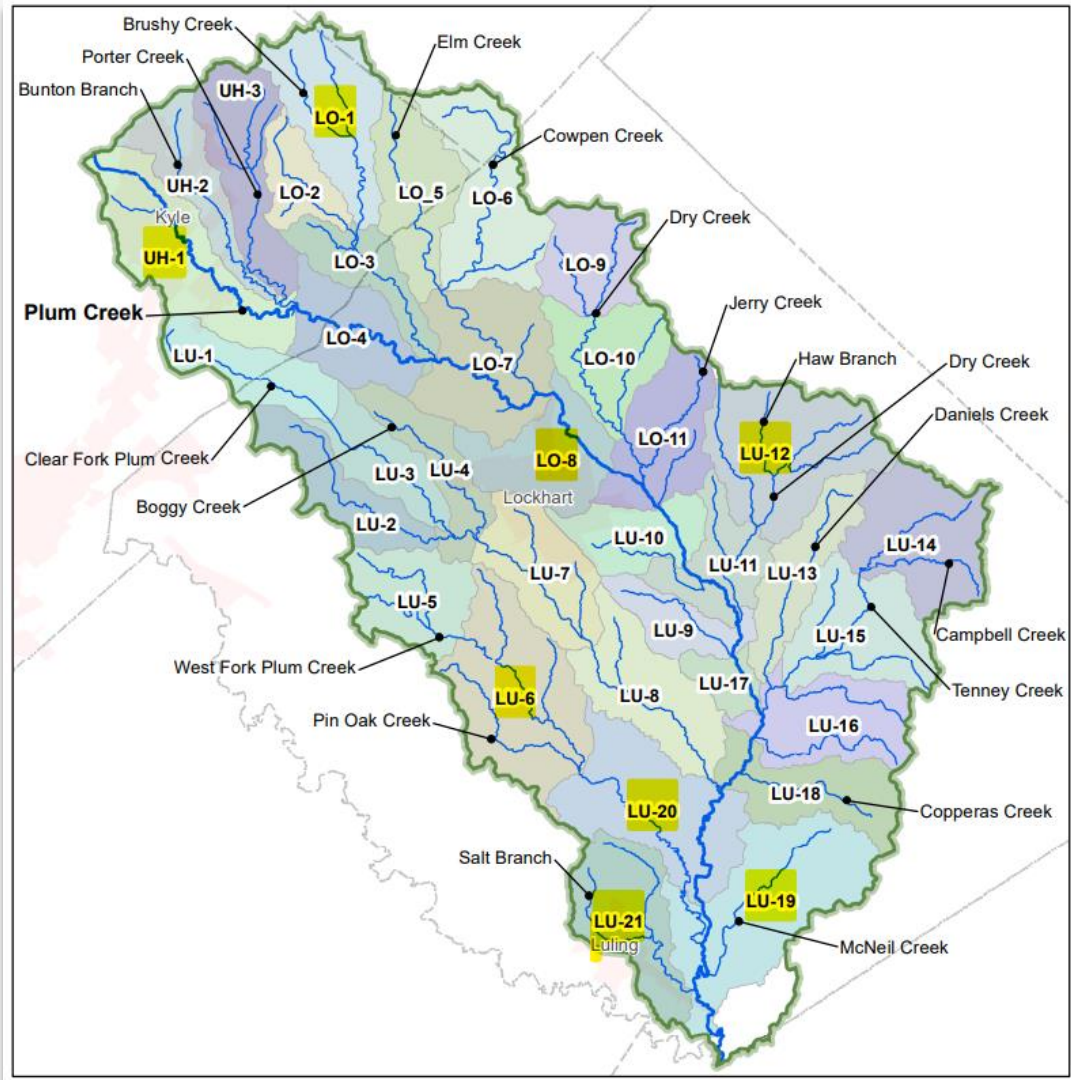 Brushy Creek
Elm Creek
Porter Creek
Bunton Branch
UH-3
LO-1
Cowpen Creek
UH-2
LO-2
LO_5
LO-6
Kyle
Dry Creek
UH-1
LO-3
LO-9
Plum Creek
Jerry Creek
LU-1
LO-4
LO-7
LO-10
Haw Branch
Dry Creek
Daniels Creek
Clear Fork Plum Creek
LO-11
LU-12
LO-8
LU-3
LU-4
Boggy Creek
Lockhart
LU-2
LU-10
LU-14
LU-7
LU-11
LU-13
LU-5
LU-9
LU-15
Campbell Creek
West Fork Plum Creek
LU-17
Tenney Creek
LU-6
LU-8
Pin Oak Creek
LU-16
LU-20
LU-18
Copperas Creek
Salt Branch
LU-19
LU-21
Luling
McNeil Creek